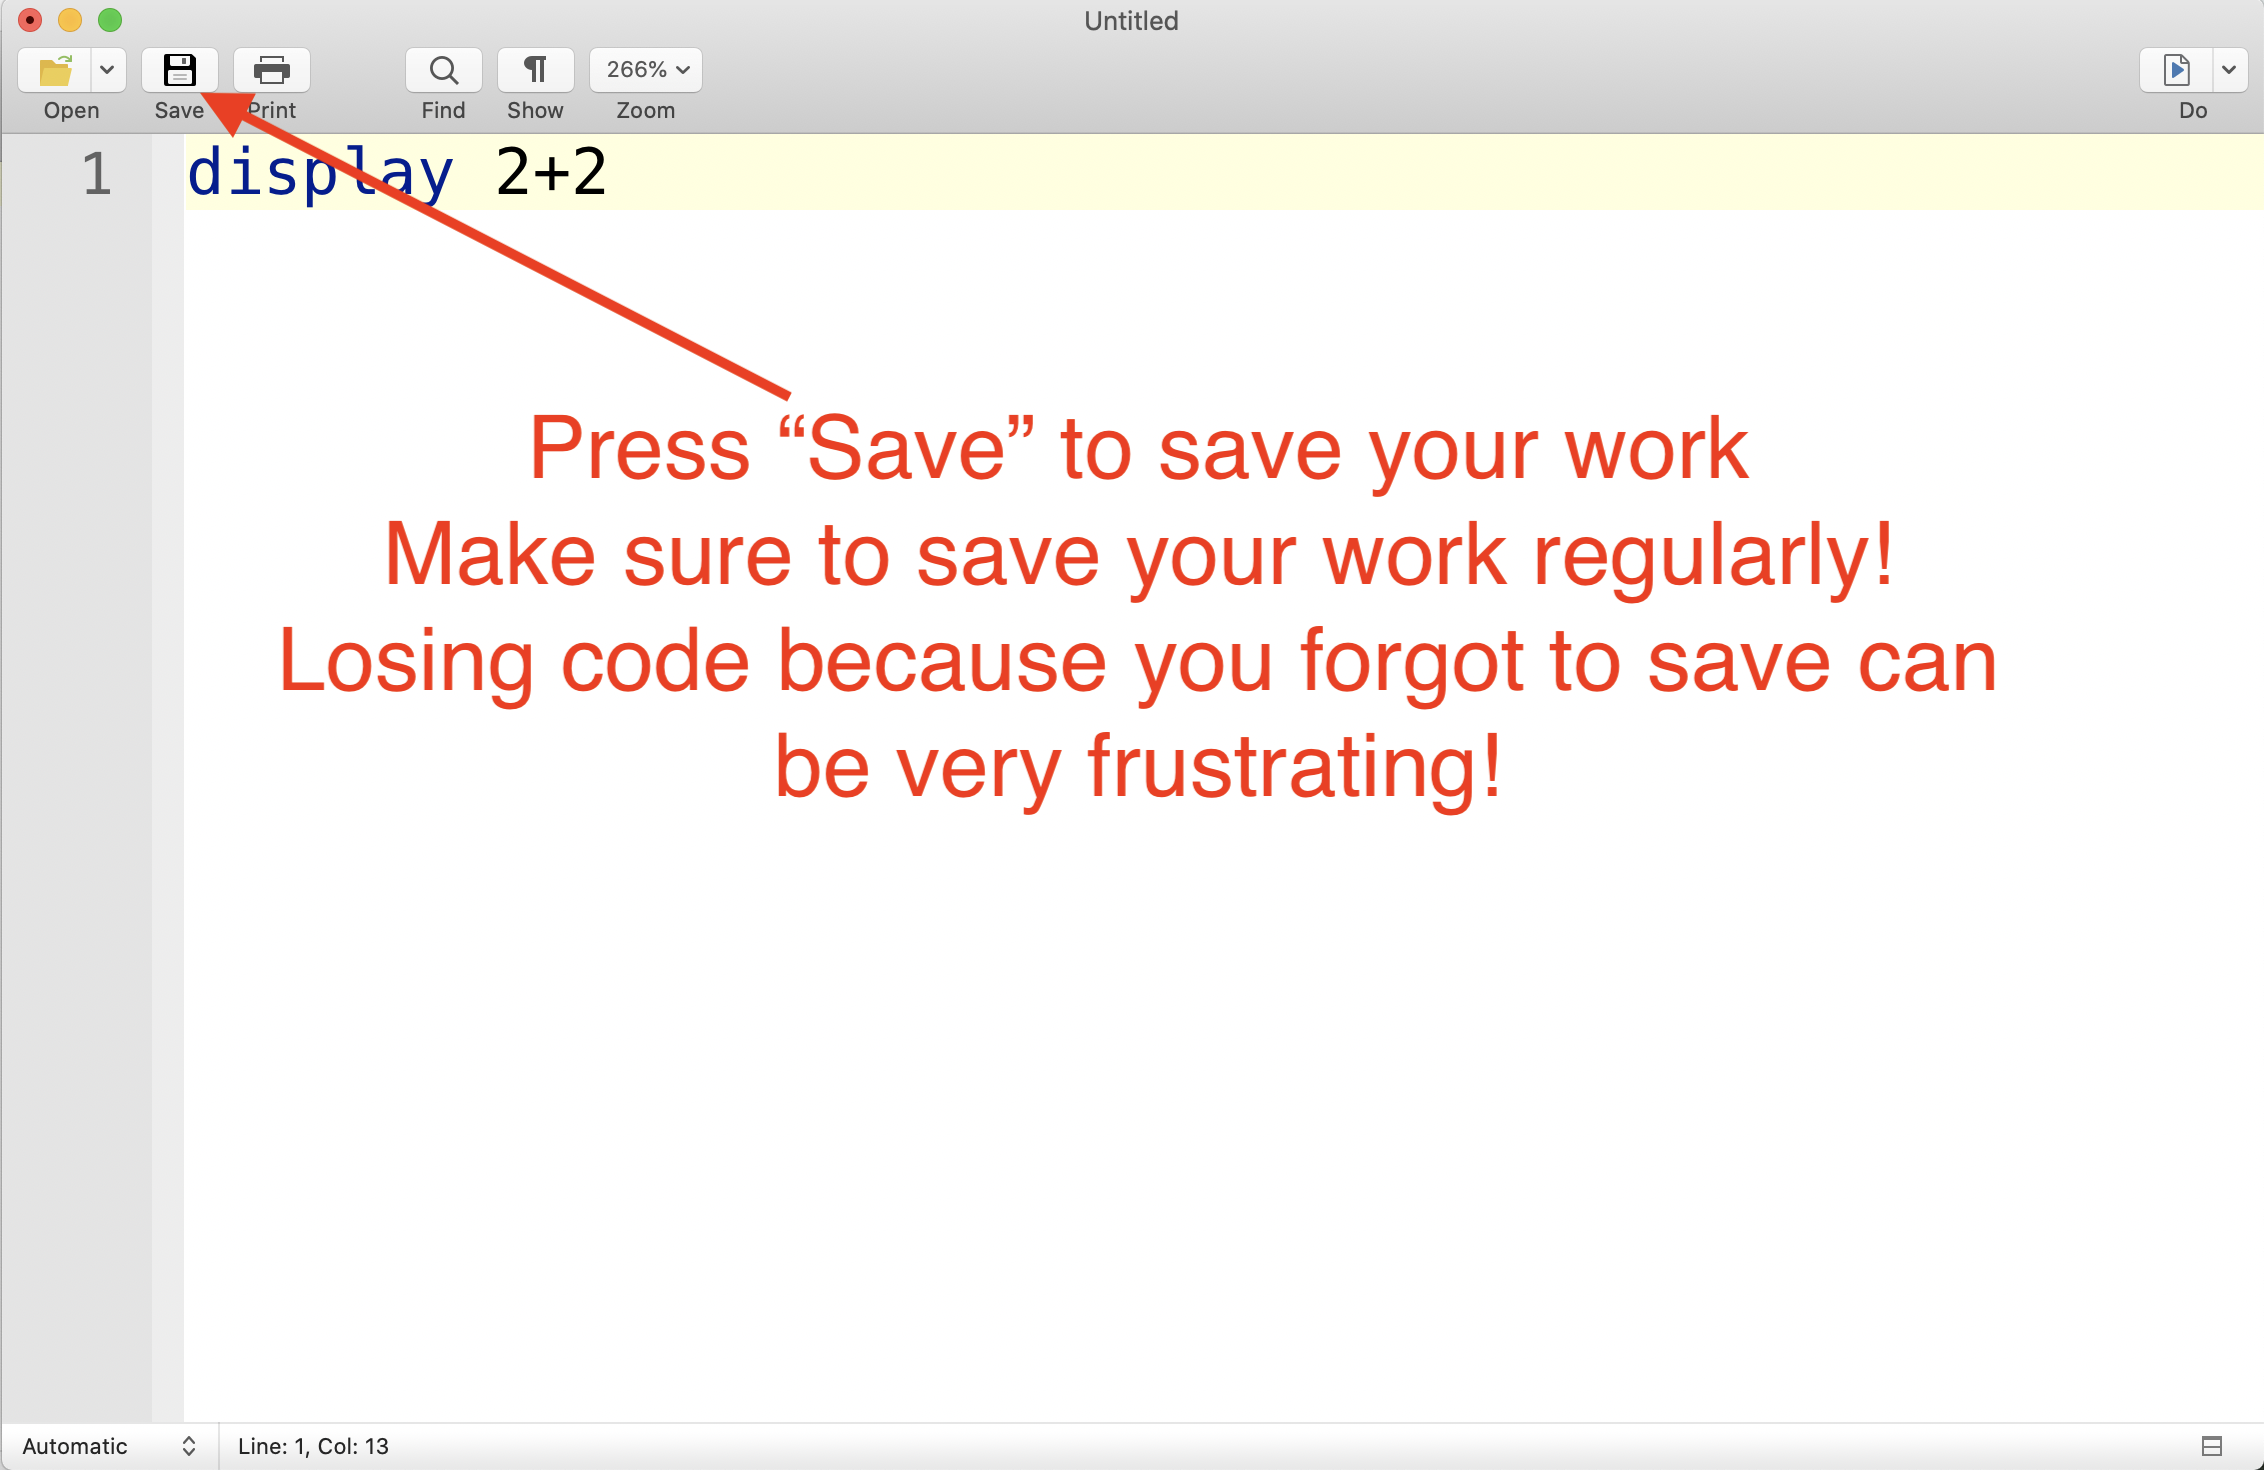 Untitled
266%
Open Save Print Find Show Zoom Do
1 display 2+2
Press “Save” to save your work
Make sure to save your work regularly!
Losing code because you forgot to save can
be very frustrating!
Automatic Line: 1, Col: 13